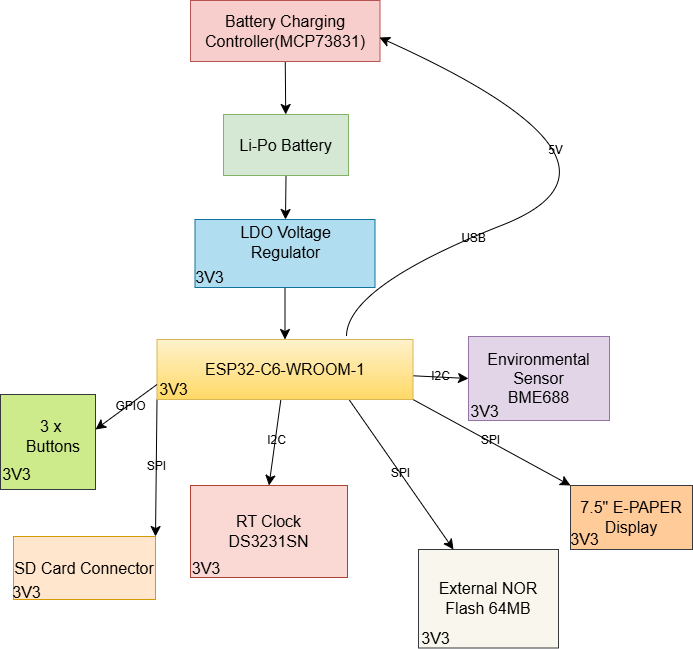 Battery Charging
Controller(MCP73831)
Li-Po Battery
5V
LDO Voltage
Regulator
3V3
USB
ESP32-C6-WROOM-1
3V3
Environmental
Sensor
BME688
3V3
I2C
GPIO
3 x
Buttons
3V3
SPI
I2C
SPI
SPI
SD Card Connector
3V3
RT Clock
DS3231SN
3V3
External NOR
Flash 64MB
3V3
7.5" E-PAPER
Display
3V3